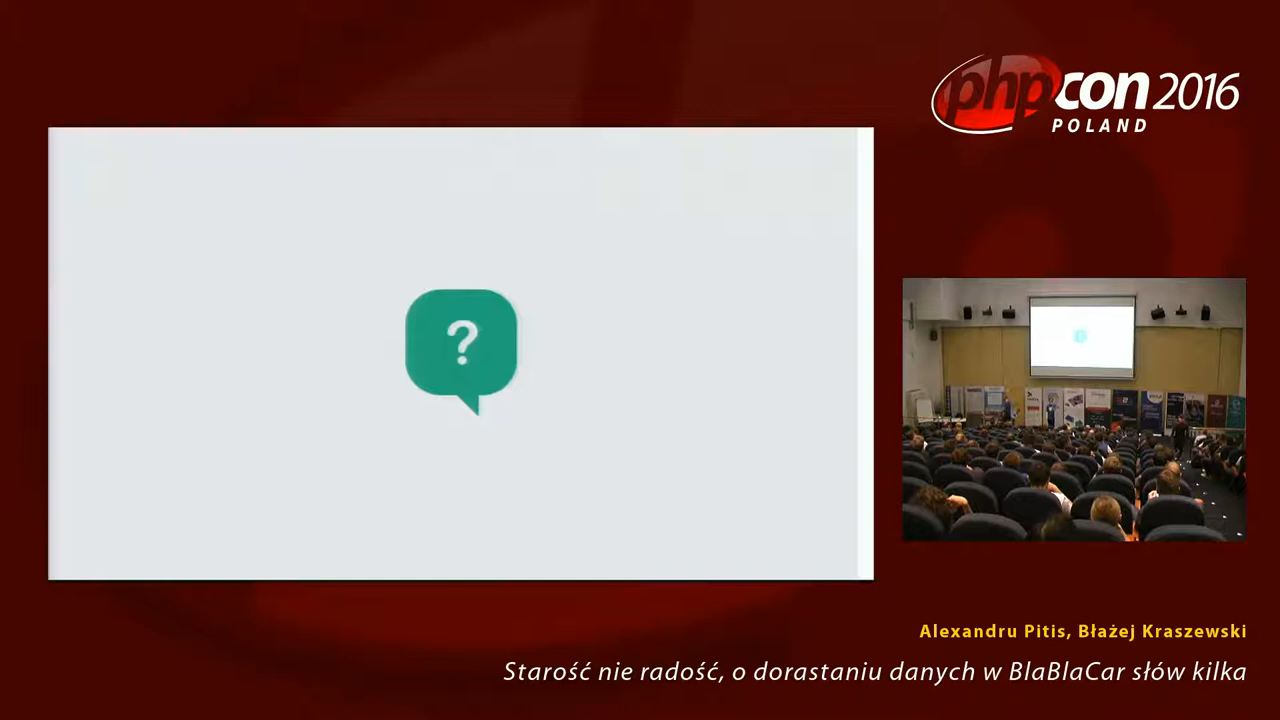 phpcon 2016
POLAND
?
Alexandru Pitis, Błażej Kraszewski
Starość nie radość, o dorastaniu danych w BlaBlaCar słów kilka